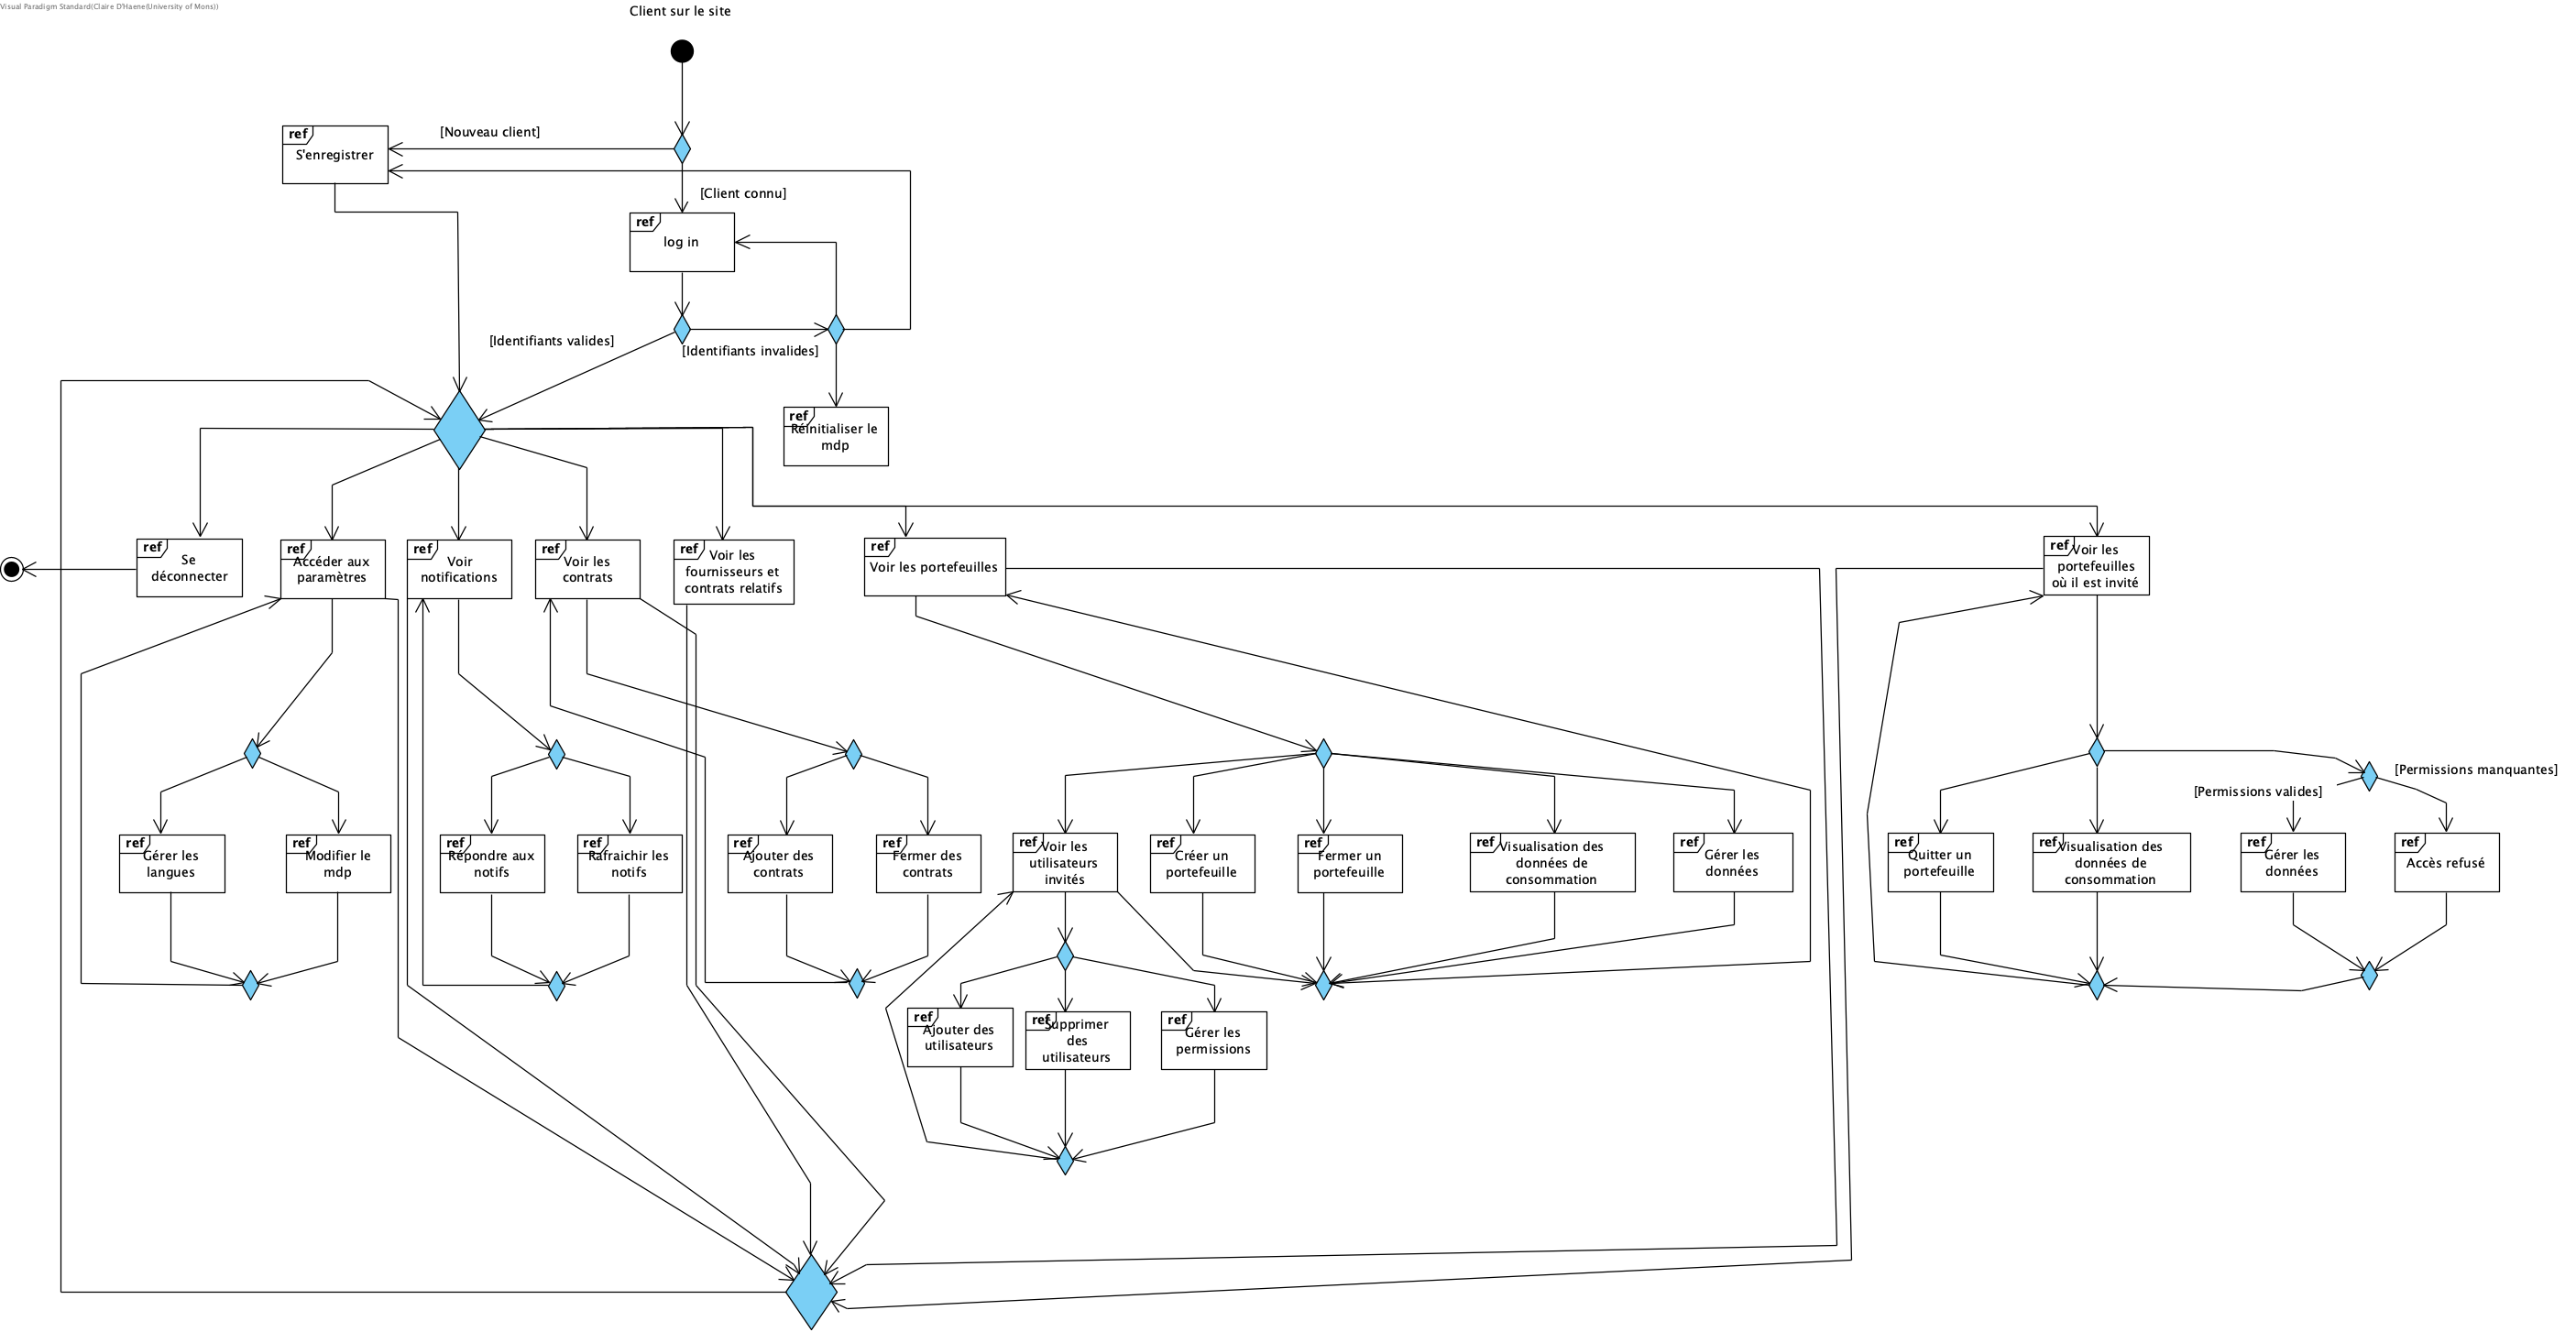 Visual Paradigm Standard(Claire D'Haene(University of Mons))
Client sur le site
[Nouveau client]
ref
S'enregistrer
[Client connu]
ref
log in
[Identifiants valides]
[Identifiants invalides]
ref
Réinitialiser le
mdp
ref
Se
déconnecter
ref
Accéder aux
paramètres
ref
Voir
notifications
ref
Voir les
contrats
ref
Voir les
fournisseurs et
contrats relatifs
ref
Voir les portefeuilles
ref
Voir les
portefeuilles
où il est invité
[Permissions manquantes]
[Permissions valides]
ref
Gérer les
langues
ref
Modifier le
mdp
ref
Répondre aux
notifs
ref
Rafraichir les
notifs
ref
Ajouter des
contrats
ref
Fermer des
contrats
ref
Voir les
utilisateurs
invités
ref
Créer un
portefeuille
ref
Fermer un
portefeuille
ref
Visualisation des
données de
consommation
ref
Gérer les
données
ref
Quitter un
portefeuille
ref
Visualisation des
données de
consommation
ref
Gérer les
données
ref
Accès refusé
ref
Ajouter des
utilisateurs
ref
Supprimer
des
utilisateurs
ref
Gérer les
permissions